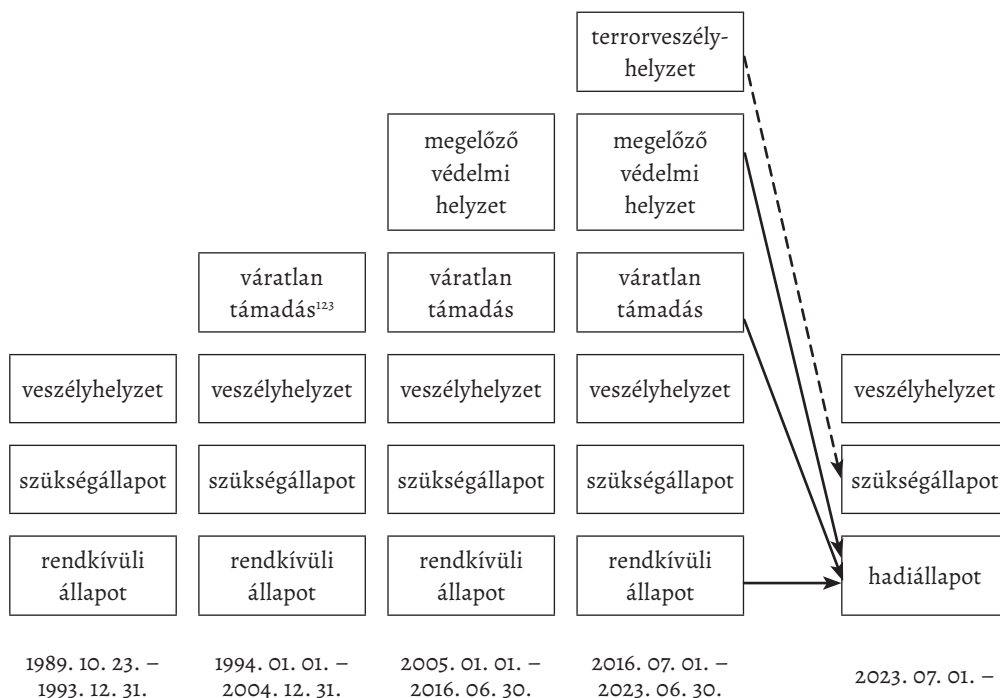 terrorveszély-
helyzet
megelőző
védelmi
helyzet
megelőző
védelmi
helyzet
váratlan
támadás¹²³
váratlan
támadás
váratlan
támadás
veszélyhelyzet
veszélyhelyzet
veszélyhelyzet
veszélyhelyzet
veszélyhelyzet
szükségállapot
szükségállapot
szükségállapot
szükségállapot
szükségállapot
rendkívüli
állapot
rendkívüli
állapot
rendkívüli
állapot
rendkívüli
állapot
hadiállapot
1989. 10. 23. –
1993. 12. 31.
1994. 01. 01. –
2004. 12. 31.
2005. 01. 01. –
2016. 06. 30.
2016. 07. 01. –
2023. 06. 30.
2023. 07. 01. –